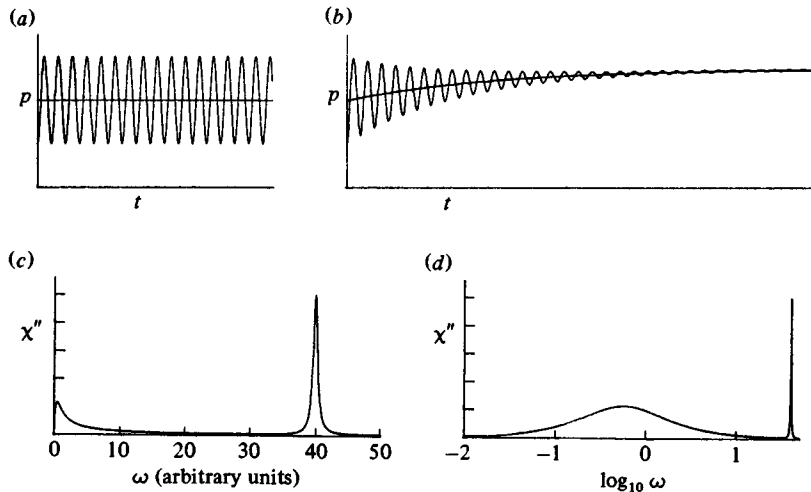 (a)
p
t
(b)
p
t
(c)
χ″
0 10 20 30 40 50
ω (arbitrary units)
(d)
χ″
−2 −1 0 1
log₁₀ ω